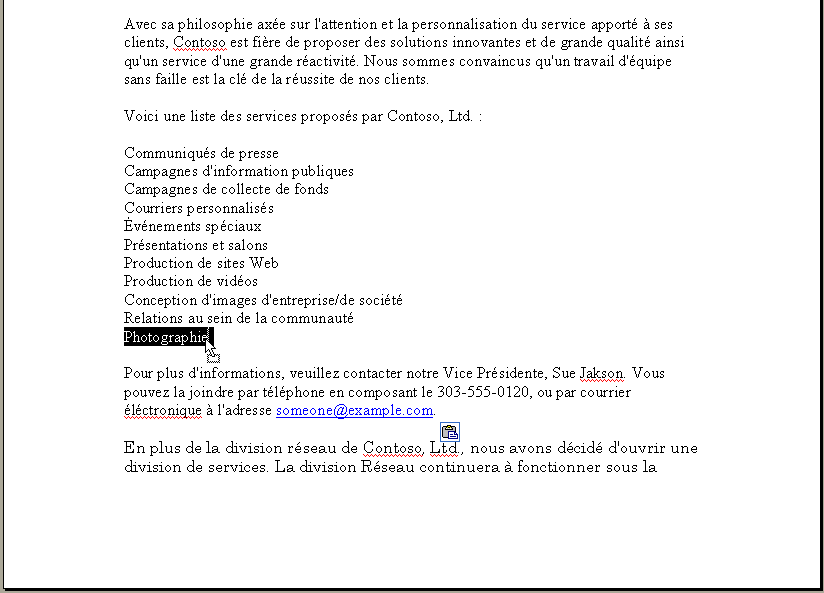 Avec sa philosophie axée sur l'attention et la personnalisation du service apporté à ses
clients, Contoso est fière de proposer des solutions innovantes et de grande qualité ainsi
qu'un service d'une grande réactivité. Nous sommes convaincus qu'un travail d'équipe
sans faille est la clé de la réussite de nos clients.
Voici une liste des services proposés par Contoso, Ltd. :
Communiqués de presse
Campagnes d'information publiques
Campagnes de collecte de fonds
Courriers personnalisés
Événements spéciaux
Présentations et salons
Production de sites Web
Production de vidéos
Conception d'images d'entreprise/de société
Relations au sein de la communauté
Photographie
Pour plus d'informations, veuillez contacter notre Vice Présidente, Sue Jakson. Vous
pouvez la joindre par téléphone en composant le 303-555-0120, ou par courrier
éléctronique à l'adresse someone@example.com.
En plus de la division réseau de Contoso, Ltd., nous avons décidé d'ouvrir une
division de services. La division Réseau continuera à fonctionner sous la